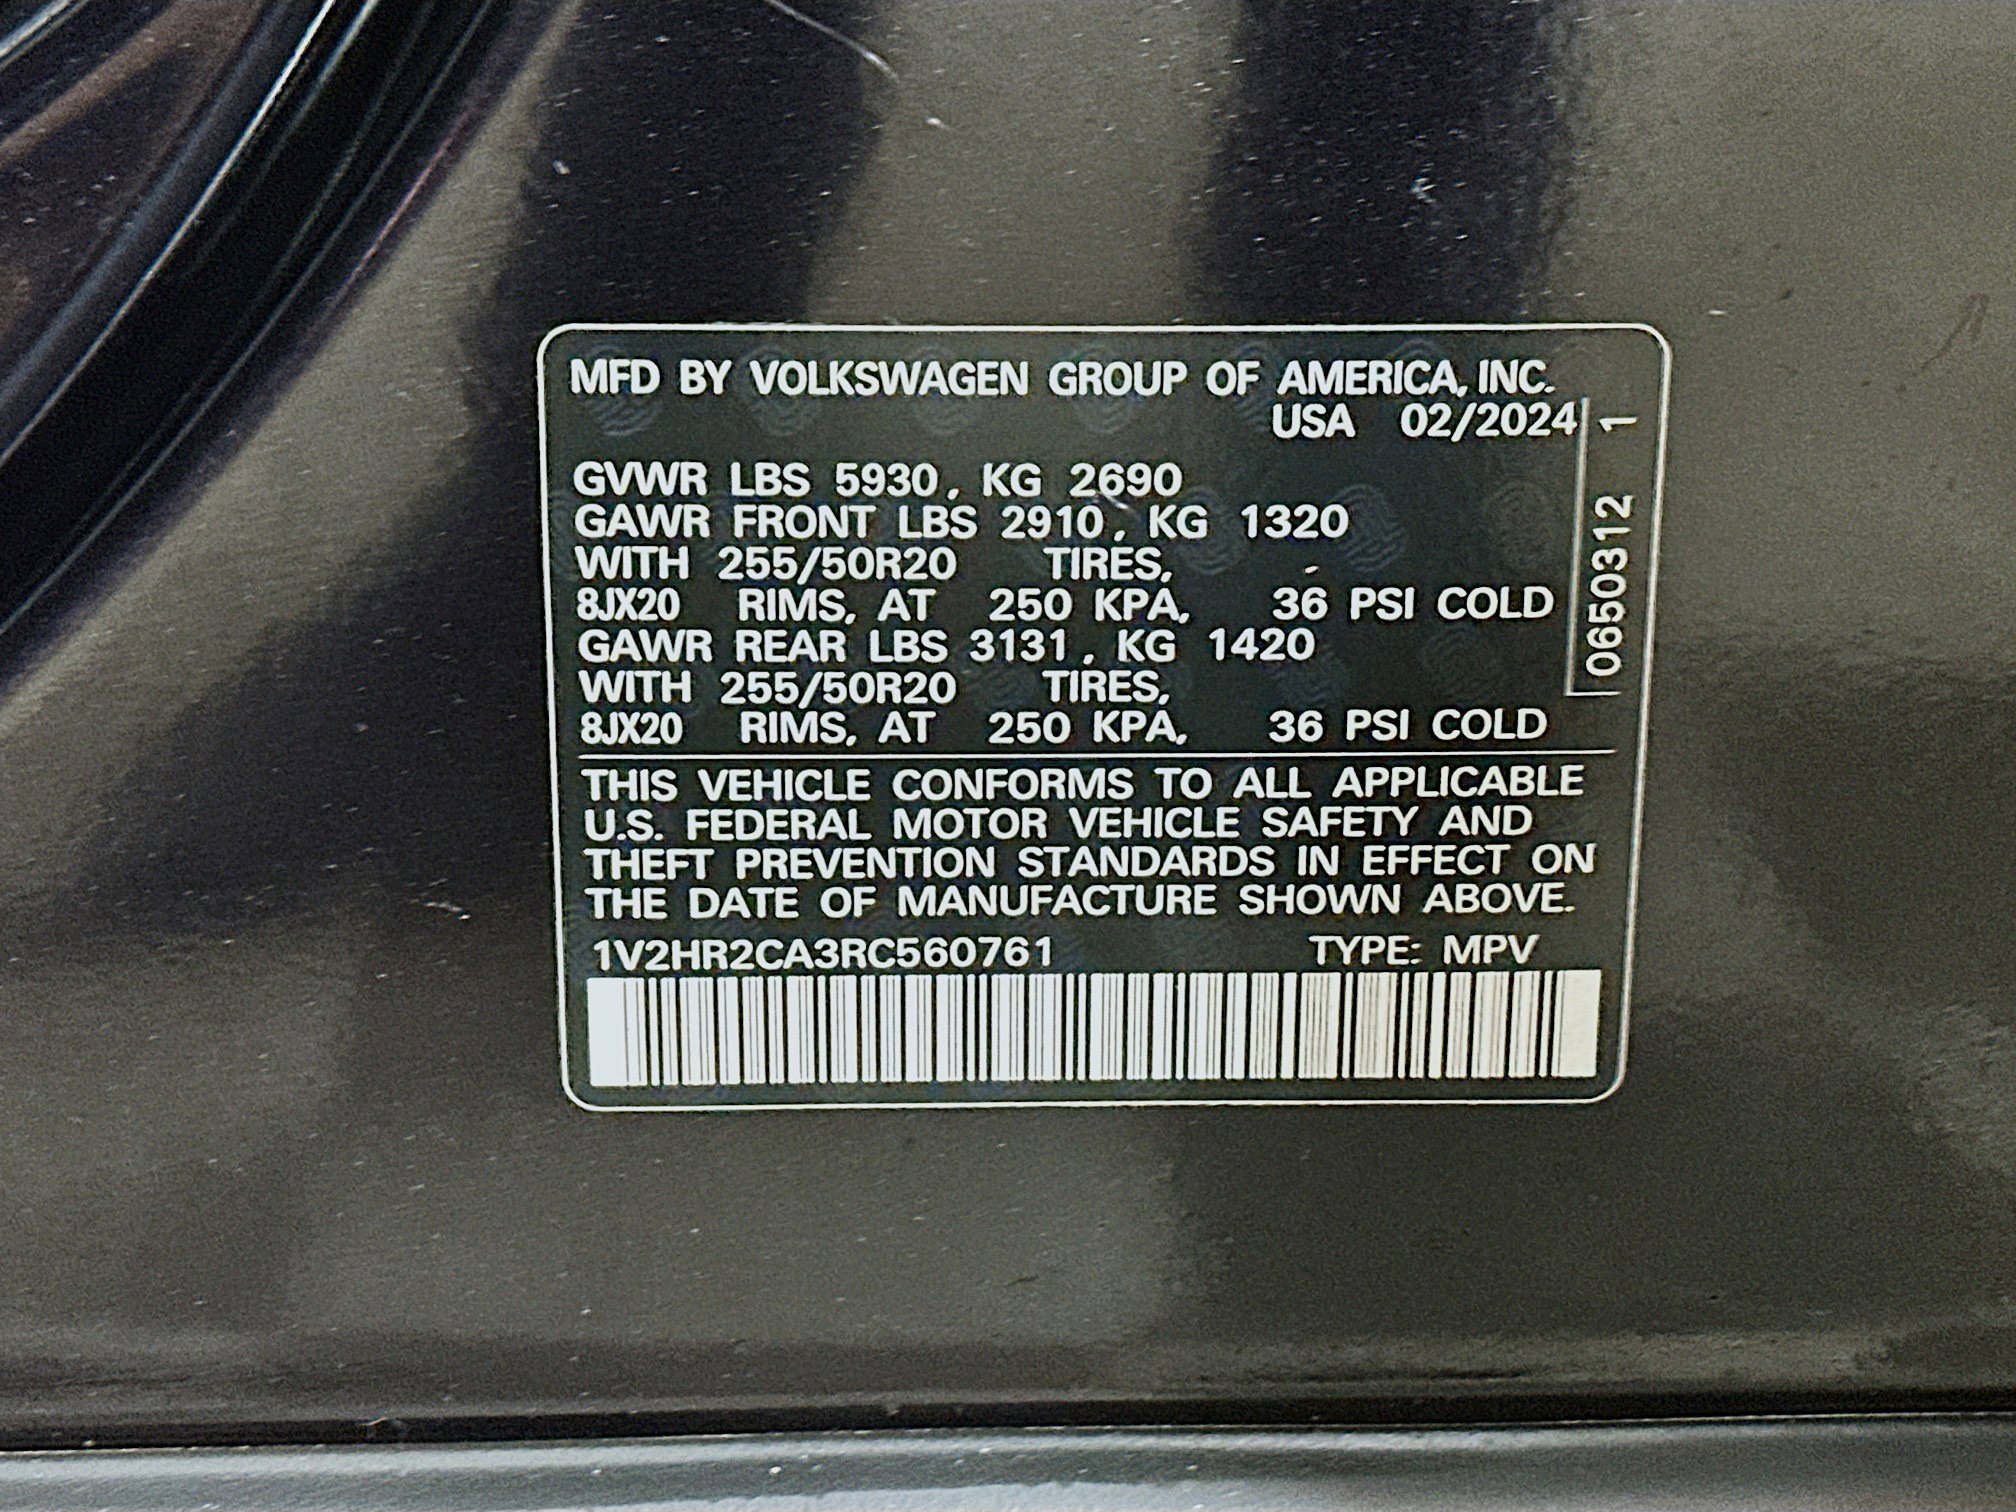 MFD BY VOLKSWAGEN GROUP OF AMERICA, INC.
USA 02/2024
GVWR LBS 5930, KG 2690
GAWR FRONT LBS 2910, KG 1320
WITH 255/50R20 TIRES,
8JX20 RIMS, AT 250 KPA, 36 PSI COLD
GAWR REAR LBS 3131, KG 1420
WITH 255/50R20 TIRES,
8JX20 RIMS, AT 250 KPA, 36 PSI COLD
0650312 1
THIS VEHICLE CONFORMS TO ALL APPLICABLE
U.S. FEDERAL MOTOR VEHICLE SAFETY AND
THEFT PREVENTION STANDARDS IN EFFECT ON
THE DATE OF MANUFACTURE SHOWN ABOVE.
1V2HR2CA3RC560761 TYPE: MPV